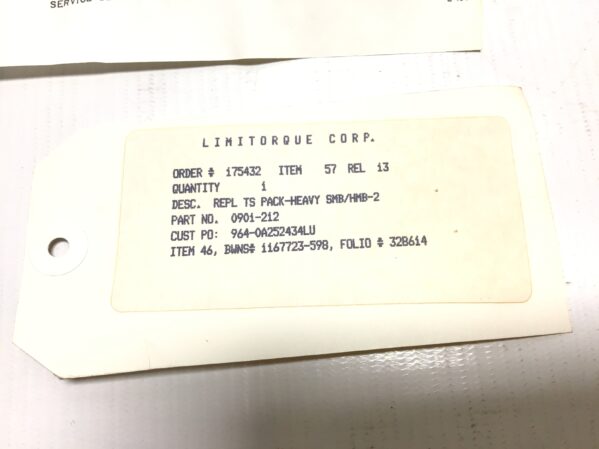 SERVICE
LIMITORQUE CORP.
ORDER # 175432 ITEM 57 REL 13
QUANTITY 1
DESC. REPL TS PACK-HEAVY SMB/HMB-2
PART NO. 0901-212
CUST PO: 964-0A252434LU
ITEM 46, BWNS# 1167723-598, FOLIO # 328614